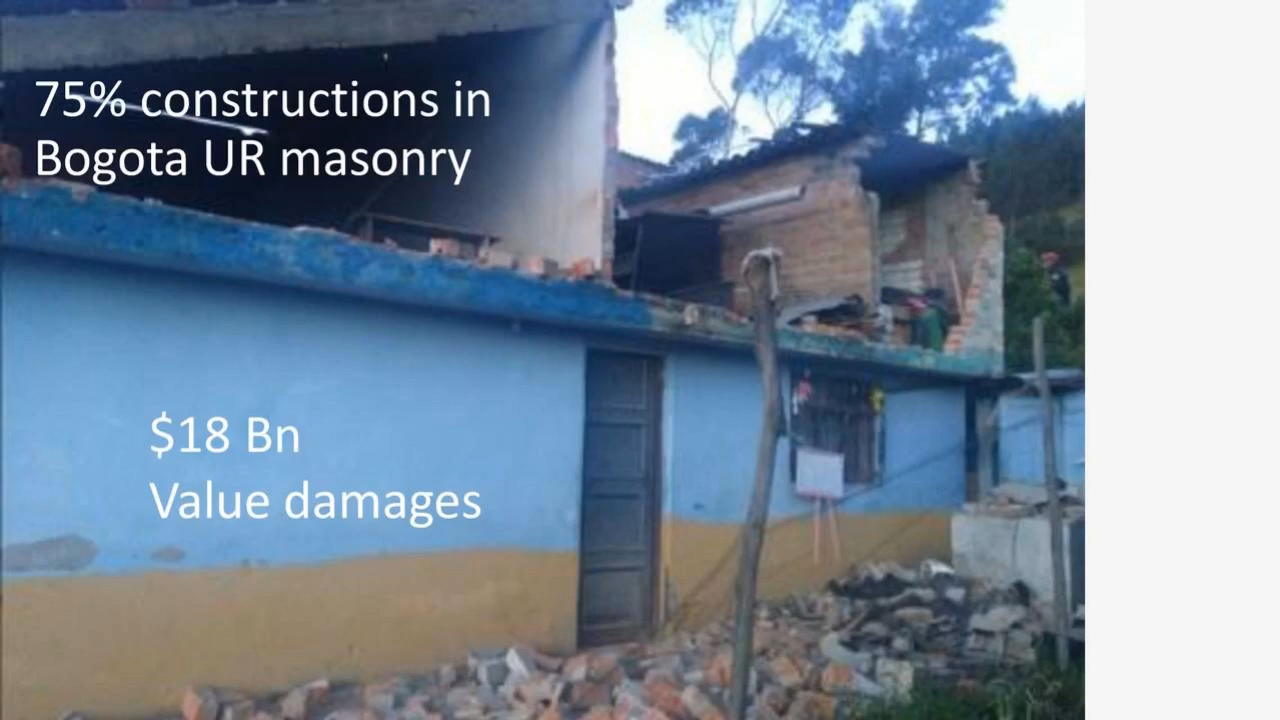 75% constructions in
Bogota UR masonry
$18 Bn
Value damages